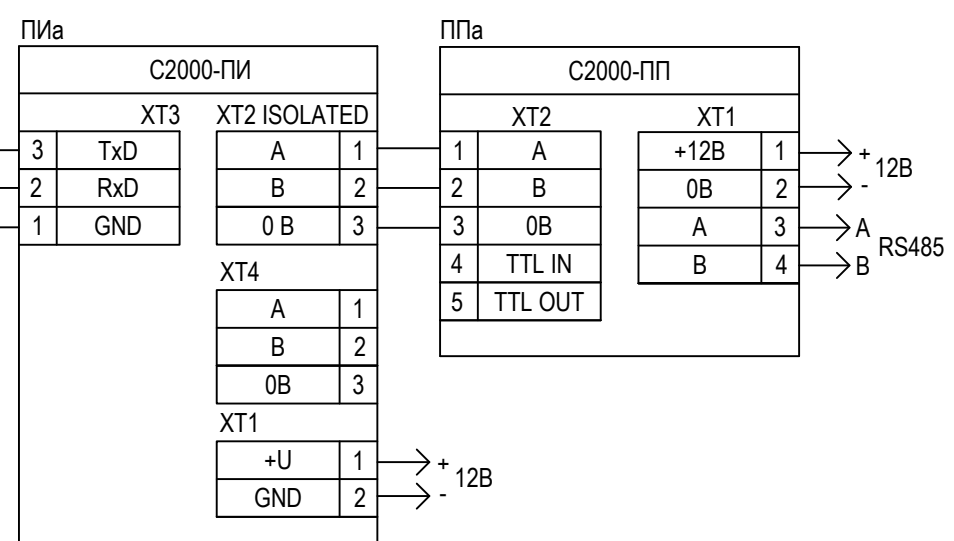 ПИа
С2000-ПИ
XT3
3 TxD
2 RxD
1 GND
XT2 ISOLATED
A 1
B 2
0 В 3
XT4
A 1
B 2
0В 3
XT1
+U 1
GND 2
+
12В
-
ППа
С2000-ПП
XT2
1 A
2 B
3 0В
4 TTL IN
5 TTL OUT
XT1
+12В 1
0В 2
A 3
B 4
+
12В
-
A
RS485
B